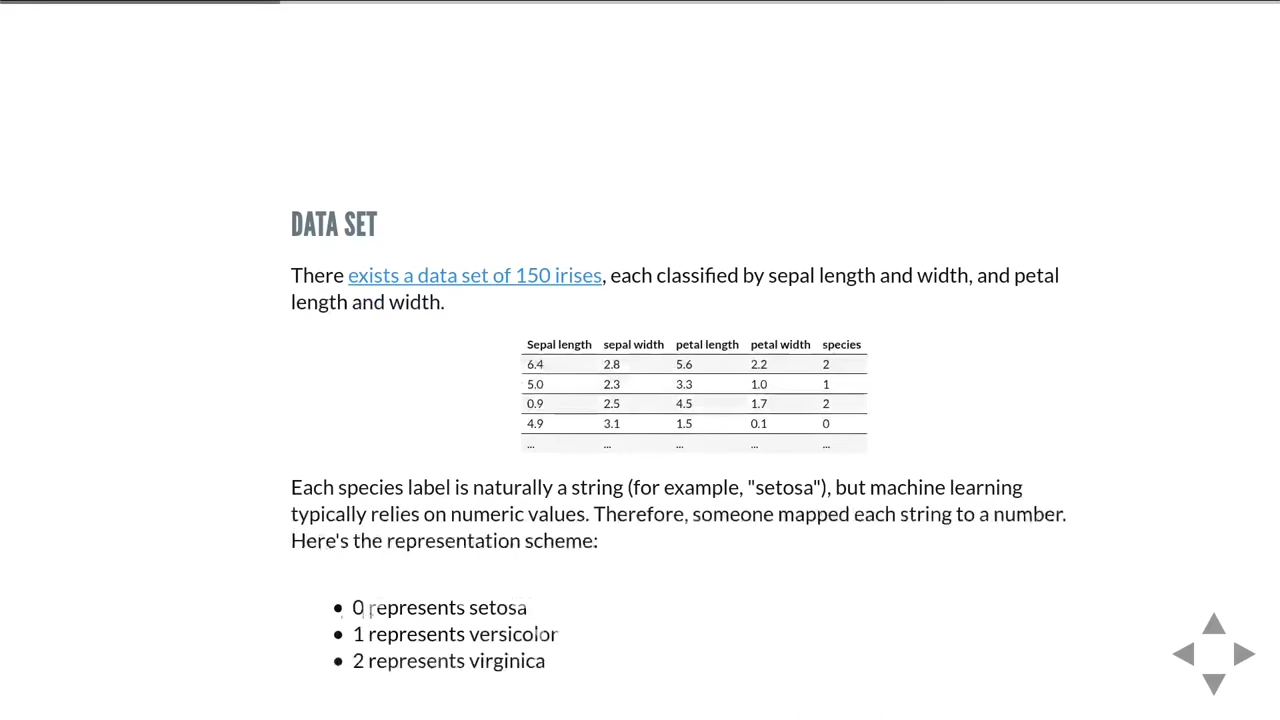 DATA SET
There exists a data set of 150 irises, each classified by sepal length and width, and petal
length and width.
Sepal length sepal width petal length petal width species
6.4 2.8 5.6 2.2 2
5.0 2.3 3.3 1.0 1
0.9 2.5 4.5 1.7 2
4.9 3.1 1.5 0.1 0
... ... ... ... ...
Each species label is naturally a string (for example, "setosa"), but machine learning
typically relies on numeric values. Therefore, someone mapped each string to a number.
Here's the representation scheme:
• 0 represents setosa
• 1 represents versicolor
• 2 represents virginica